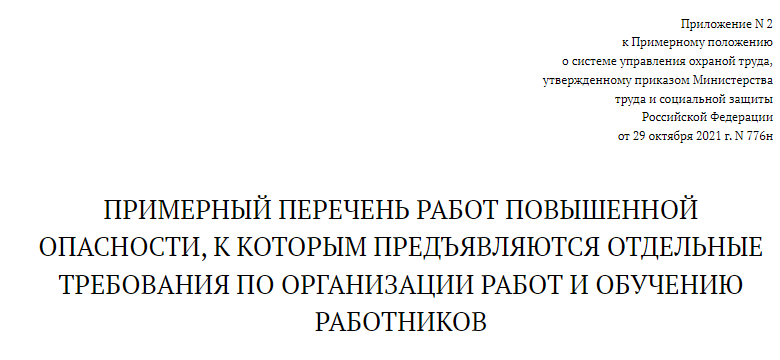 Приложение N 2
к Примерному положению
о системе управления охраной труда,
утвержденному приказом Министерства
труда и социальной защиты
Российской Федерации
от 29 октября 2021 г. N 776н
ПРИМЕРНЫЙ ПЕРЕЧЕНЬ РАБОТ ПОВЫШЕННОЙ
ОПАСНОСТИ, К КОТОРЫМ ПРЕДЪЯВЛЯЮТСЯ ОТДЕЛЬНЫЕ
ТРЕБОВАНИЯ ПО ОРГАНИЗАЦИИ РАБОТ И ОБУЧЕНИЮ
РАБОТНИКОВ